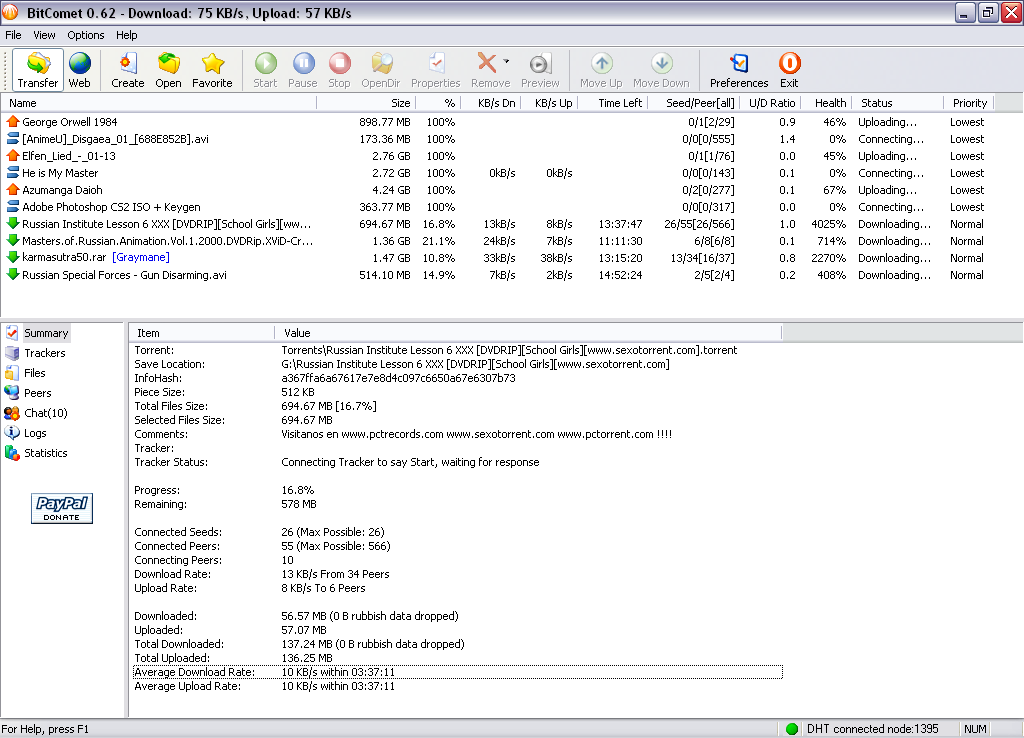 BitComet 0.62 - Download: 75 KB/s, Upload: 57 KB/s
File View Options Help
Transfer Web Create Open Favorite Start Pause Stop OpenDir Properties Remove Preview Move Up Move Down Preferences Exit
Name Size % KB/s Dn KB/s Up Time Left Seed/Peer[all] U/D Ratio Health Status Priority
George Orwell 1984 898.77 MB 100% 0/1[2/29] 0.9 46% Uploading... Lowest
[AnimeU]_Disgaea_01_[688E852B].avi 173.36 MB 100% 0/0[0/555] 1.4 0% Connecting... Lowest
Elfen_Lied_-_01-13 2.76 GB 100% 0/1[1/76] 0.0 45% Uploading... Lowest
He is My Master 2.72 GB 100% 0kB/s 0kB/s 0/0[0/143] 0.1 0% Connecting... Lowest
Azumanga Daioh 4.24 GB 100% 0/2[0/277] 0.1 67% Uploading... Lowest
Adobe Photoshop CS2 ISO + Keygen 363.77 MB 100% 0/0[0/317] 0.0 0% Connecting... Lowest
Russian Institute Lesson 6 XXX [DVDRIP][School Girls][ww... 694.67 MB 16.8% 13kB/s 8kB/s 13:37:47 26/55[26/566] 1.0 4025% Downloading... Normal
Masters.of.Russian.Animation.Vol.1.2000.DVDRip.XViD-Cr... 1.36 GB 21.1% 24kB/s 7kB/s 11:11:30 6/8[6/8] 0.1 714% Downloading... Normal
karmasutra50.rar [Graymane] 1.47 GB 10.8% 33kB/s 38kB/s 13:15:20 13/34[16/37] 0.8 2270% Downloading... Normal
Russian Special Forces - Gun Disarming.avi 514.10 MB 14.9% 7kB/s 2kB/s 14:52:24 2/5[2/4] 0.2 408% Downloading... Normal
Summary
Trackers
Files
Peers
Chat(10)
Logs
Statistics
PayPal
DONATE
Item Value
Torrent: Torrents\Russian Institute Lesson 6 XXX [DVDRIP][School Girls][www.sexotorrent.com].torrent
Save Location: G:\Russian Institute Lesson 6 XXX [DVDRIP][School Girls][www.sexotorrent.com]
InfoHash: a367ffa6a67617e7e8d4c097c6650a67e6307b73
Piece Size: 512 KB
Total Files Size: 694.67 MB [16.7%]
Selected Files Size: 694.67 MB
Comments: Visitanos en www.pctrecords.com www.sexotorrent.com www.pctorrent.com !!!!
Tracker:
Tracker Status: Connecting Tracker to say Start, waiting for response
Progress: 16.8%
Remaining: 578 MB
Connected Seeds: 26 (Max Possible: 26)
Connected Peers: 55 (Max Possible: 566)
Connecting Peers: 10
Download Rate: 13 KB/s From 34 Peers
Upload Rate: 8 KB/s To 6 Peers
Downloaded: 56.57 MB (0 B rubbish data dropped)
Uploaded: 57.07 MB
Total Downloaded: 137.24 MB (0 B rubbish data dropped)
Total Uploaded: 136.25 MB
Average Download Rate: 10 KB/s within 03:37:11
Average Upload Rate: 10 KB/s within 03:37:11
For Help, press F1 DHT connected node:1395 NUM